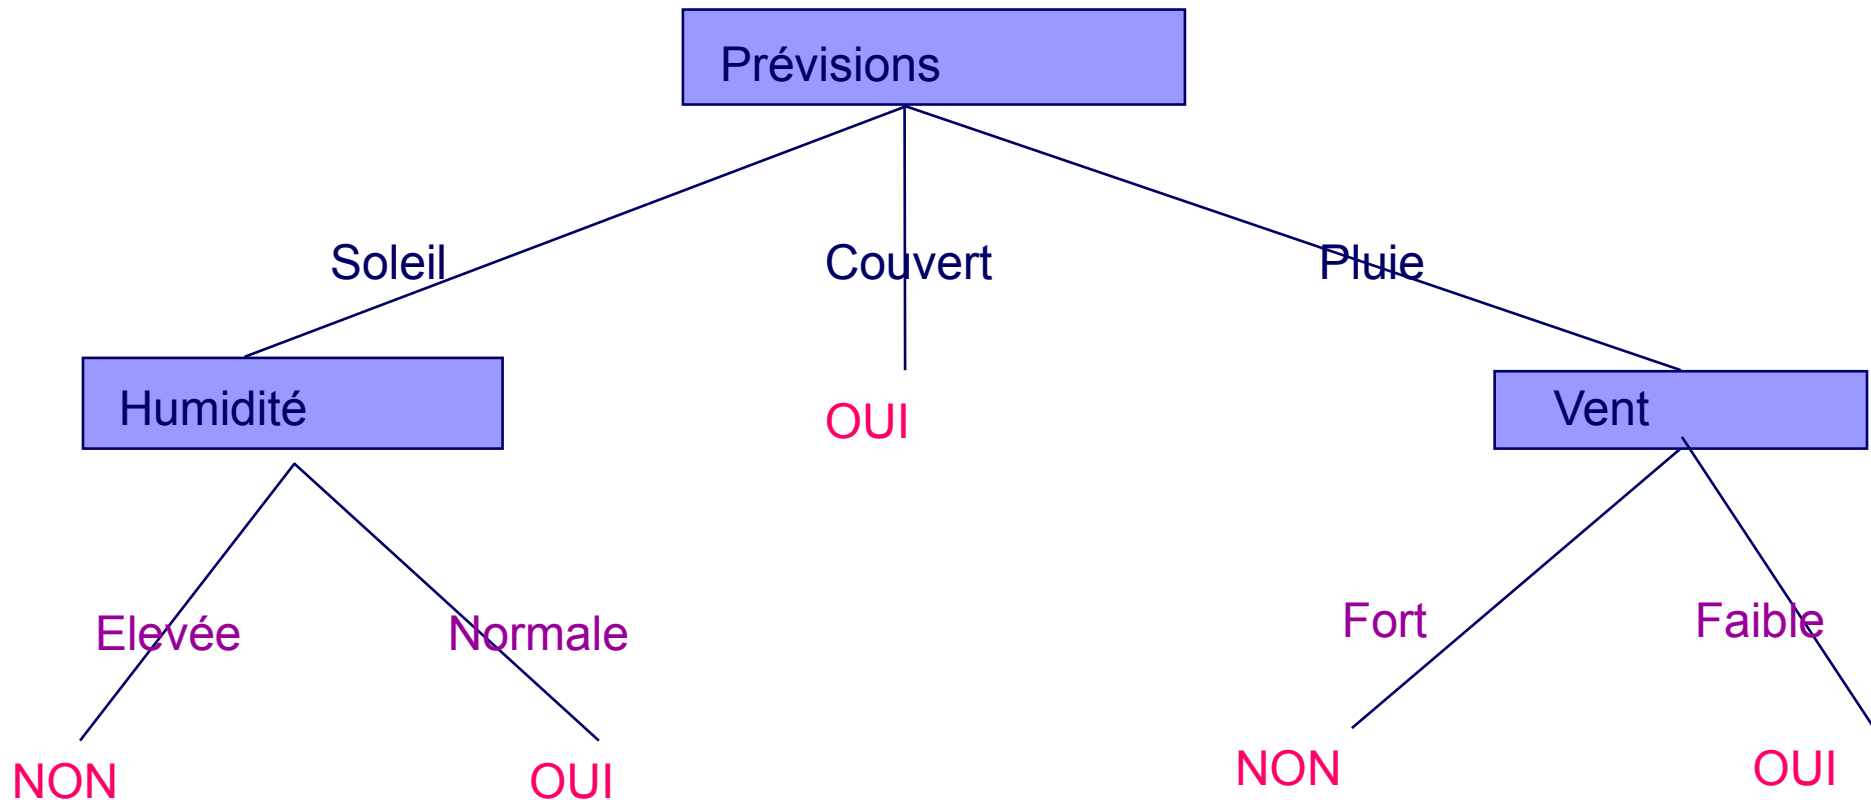 Prévisions
Soleil
Couvert
Pluie
Humidité
OUI
Vent
Elevée
Normale
Fort
Faible
NON
OUI
NON
OUI